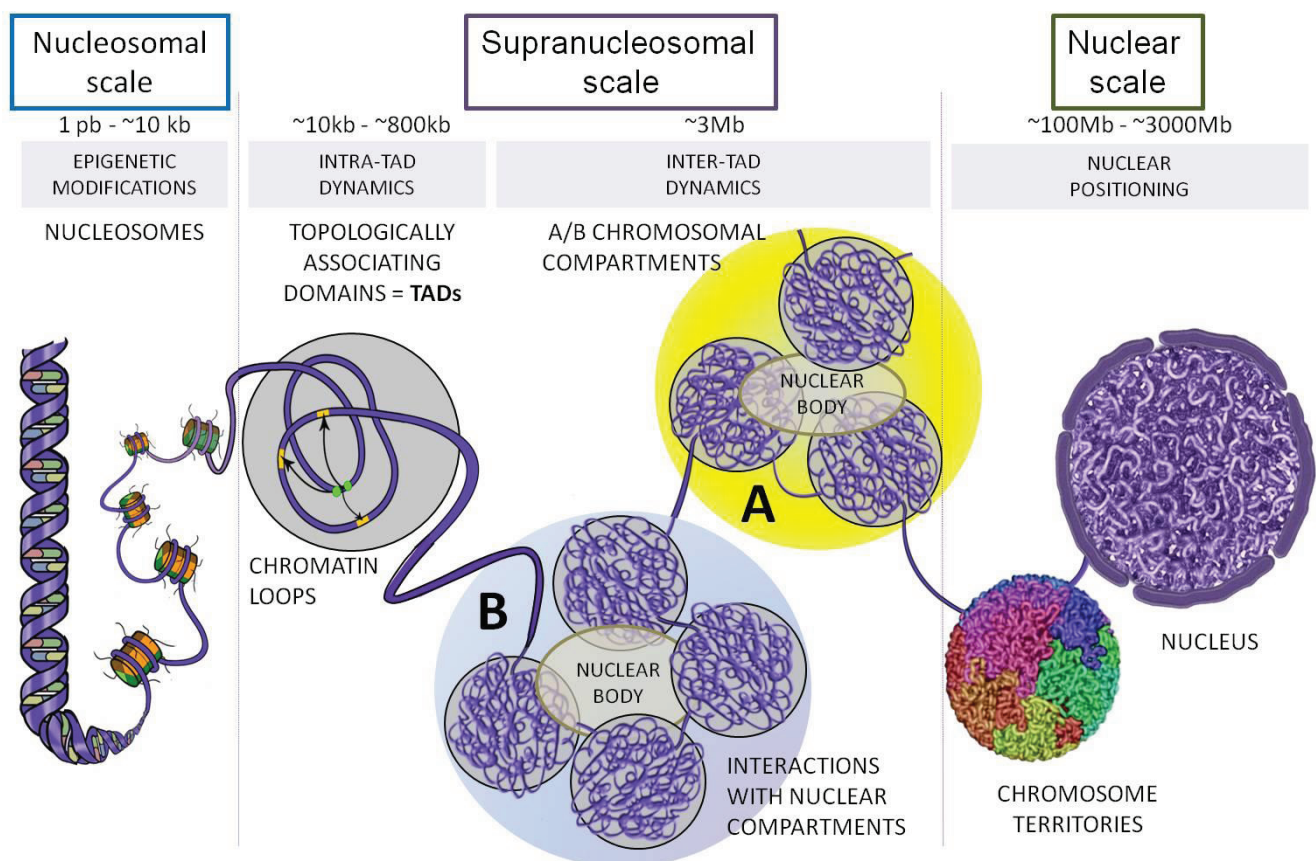 Nucleosomal
scale
Supranucleosomal
scale
Nuclear
scale
1 pb - ~10 kb
~10kb - ~800kb
~3Mb
~100Mb - ~3000Mb
EPIGENETIC
MODIFICATIONS
INTRA-TAD
DYNAMICS
INTER-TAD
DYNAMICS
NUCLEAR
POSITIONING
NUCLEOSOMES
TOPOLOGICALLY
ASSOCIATING
DOMAINS = TADs
A/B CHROMOSOMAL
COMPARTMENTS
NUCLEAR
BODY
A
CHROMATIN
LOOPS
B
NUCLEAR
BODY
NUCLEUS
INTERACTIONS
WITH NUCLEAR
COMPARTMENTS
CHROMOSOME
TERRITORIES